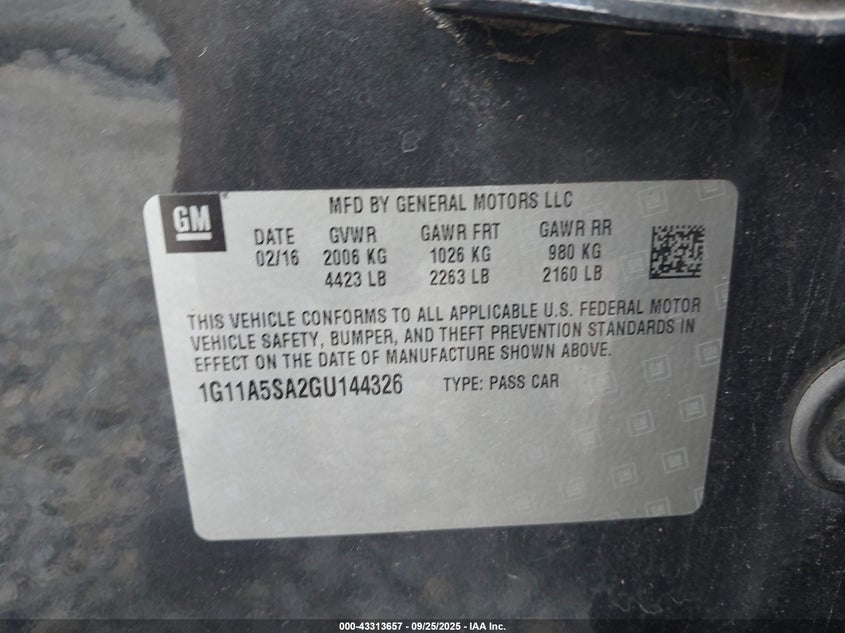 GM ®
MFD BY GENERAL MOTORS LLC
DATE GVWR GAWR FRT GAWR RR
02/16 2006 KG 1026 KG 980 KG
4423 LB 2263 LB 2160 LB
THIS VEHICLE CONFORMS TO ALL APPLICABLE U.S. FEDERAL MOTOR
VEHICLE SAFETY, BUMPER, AND THEFT PREVENTION STANDARDS IN
EFFECT ON THE DATE OF MANUFACTURE SHOWN ABOVE.
1G11A5SA2GU144326 TYPE: PASS CAR
000-43313657 - 09/25/2025 - IAA Inc.